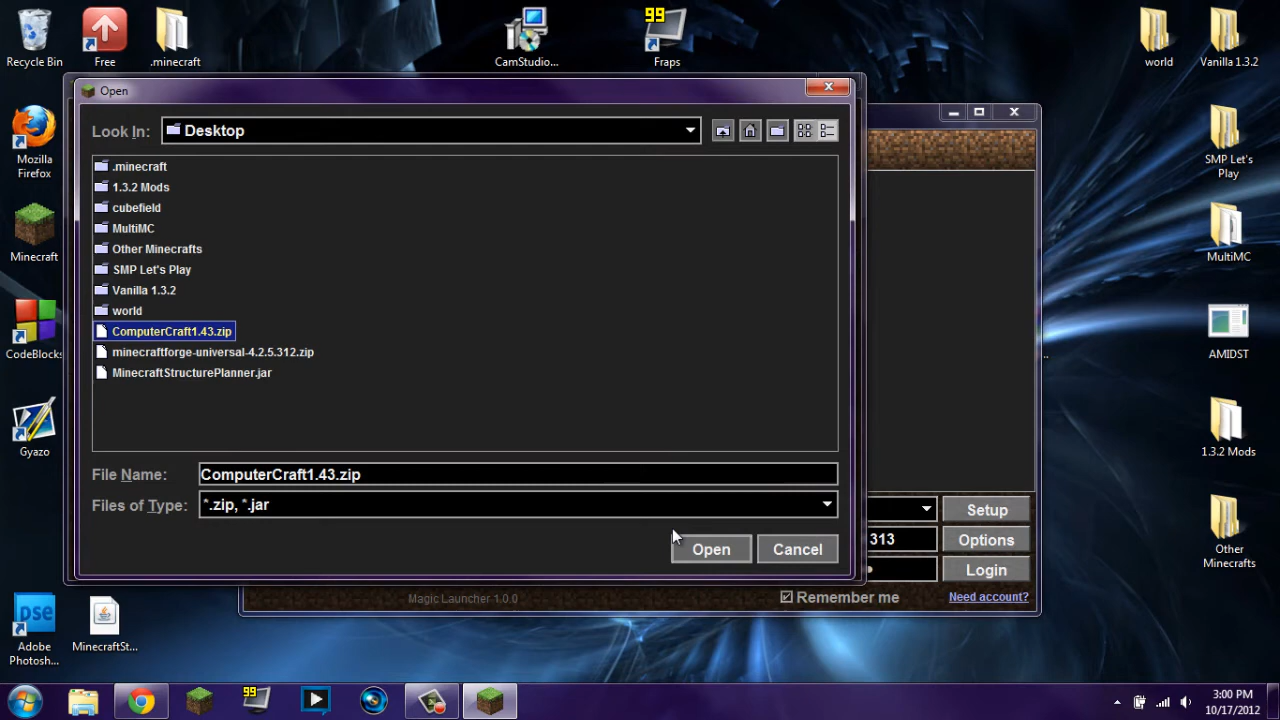 99
Recycle Bin
Free
.minecraft
CamStudio...
Fraps
world
Vanilla 1.3.2
Open
Look In:
Desktop
Mozilla
Firefox
.minecraft
1.3.2 Mods
cubefield
MultiMC
Other Minecrafts
SMP Let's Play
Vanilla 1.3.2
world
ComputerCraft1.43.zip
minecraftforge-universal-4.2.5.312.zip
MinecraftStructurePlanner.jar
SMP Let's
Play
Minecraft
MultiMC
CodeBlocks
...
AMIDST
Gyazo
1.3.2 Mods
File Name:
ComputerCraft1.43.zip
Files of Type:
*.zip, *.jar
Open
Cancel
Setup
313
Options
Login
Magic Launcher 1.0.0
Remember me
Need account?
Other
Minecrafts
pse
Adobe
Photosh...
MinecraftSt...
99
3:00 PM
10/17/2012